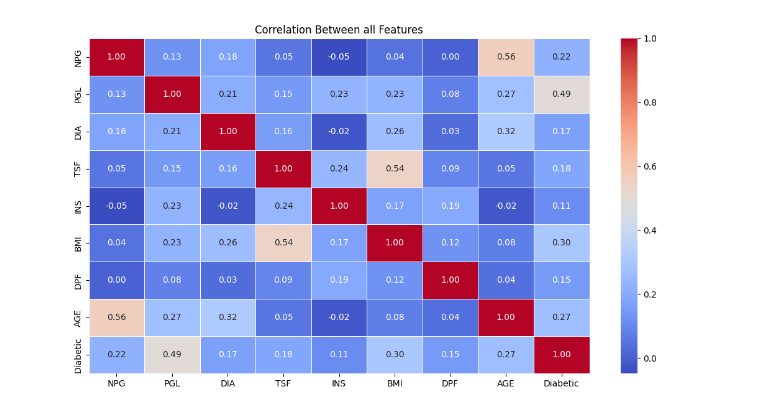 Correlation Between all Features
NPG 1.00 0.13 0.18 0.05 -0.05 0.04 0.00 0.56 0.22
PGL 0.13 1.00 0.21 0.15 0.23 0.23 0.08 0.27 0.49
DIA 0.18 0.21 1.00 0.16 -0.02 0.26 0.03 0.32 0.17
TSF 0.05 0.15 0.16 1.00 0.24 0.54 0.09 0.05 0.18
INS -0.05 0.23 -0.02 0.24 1.00 0.17 0.19 -0.02 0.11
BMI 0.04 0.23 0.26 0.54 0.17 1.00 0.12 0.08 0.30
DPF 0.00 0.08 0.03 0.09 0.19 0.12 1.00 0.04 0.15
AGE 0.56 0.27 0.32 0.05 -0.02 0.08 0.04 1.00 0.27
Diabetic 0.22 0.49 0.17 0.18 0.11 0.30 0.15 0.27 1.00
NPG PGL DIA TSF INS BMI DPF AGE Diabetic
1.0
0.8
0.6
0.4
0.2
0.0